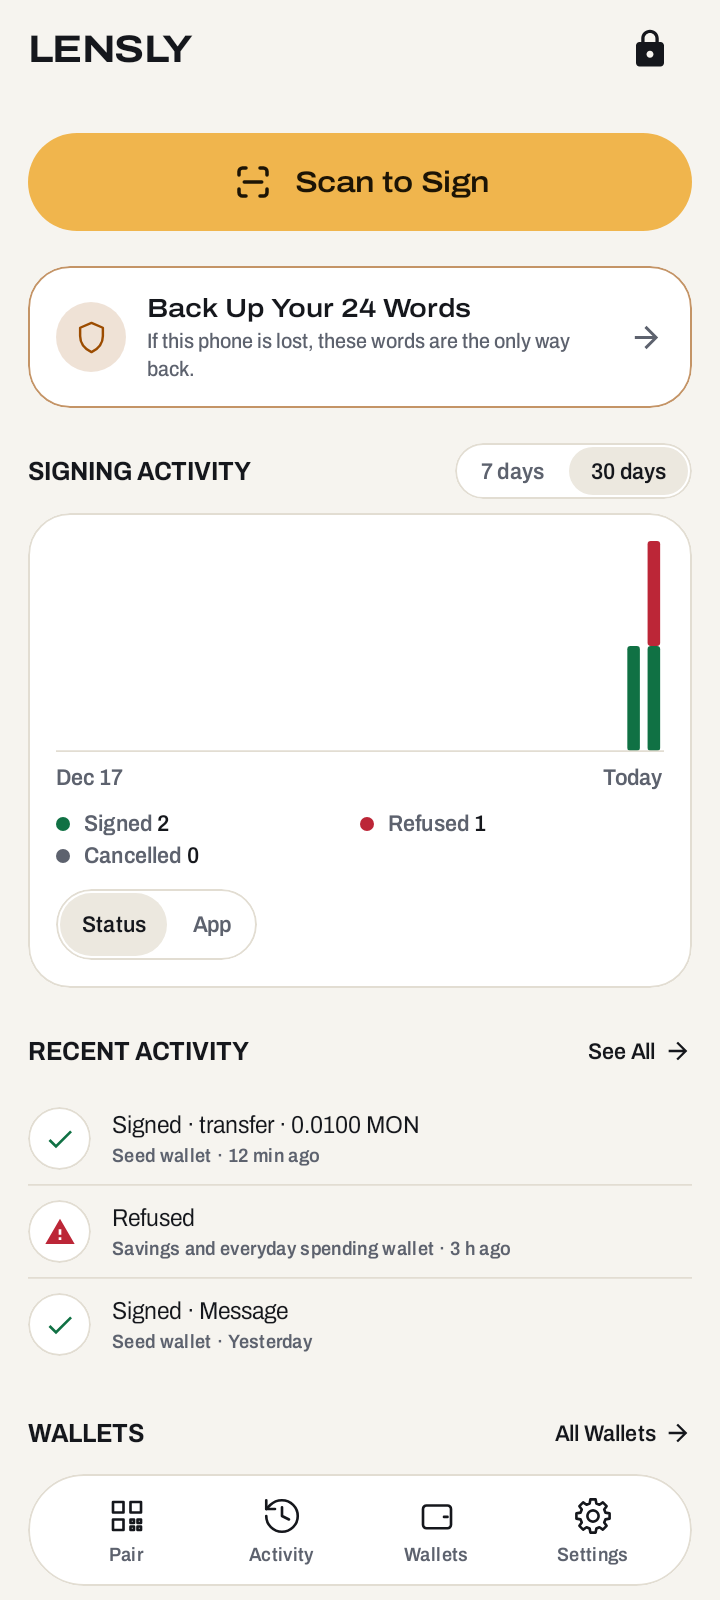 LENSLY
Scan to Sign
Back Up Your 24 Words
If this phone is lost, these words are the only way
back.
SIGNING ACTIVITY
7 days
30 days
Dec 17
Today
Signed 2
Refused 1
Cancelled 0
Status
App
RECENT ACTIVITY
See All
Signed · transfer · 0.0100 MON
Seed wallet · 12 min ago
Refused
Savings and everyday spending wallet · 3 h ago
Signed · Message
Seed wallet · Yesterday
WALLETS
All Wallets
Pair
Activity
Wallets
Settings